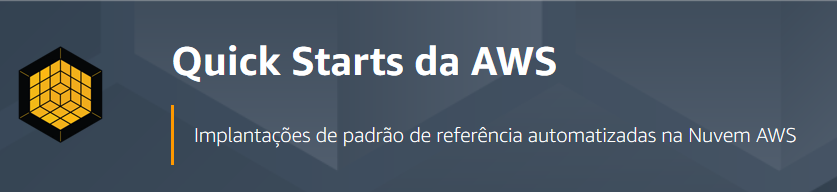 Quick Starts da AWS
Implantações de padrão de referência automatizadas na Nuvem AWS